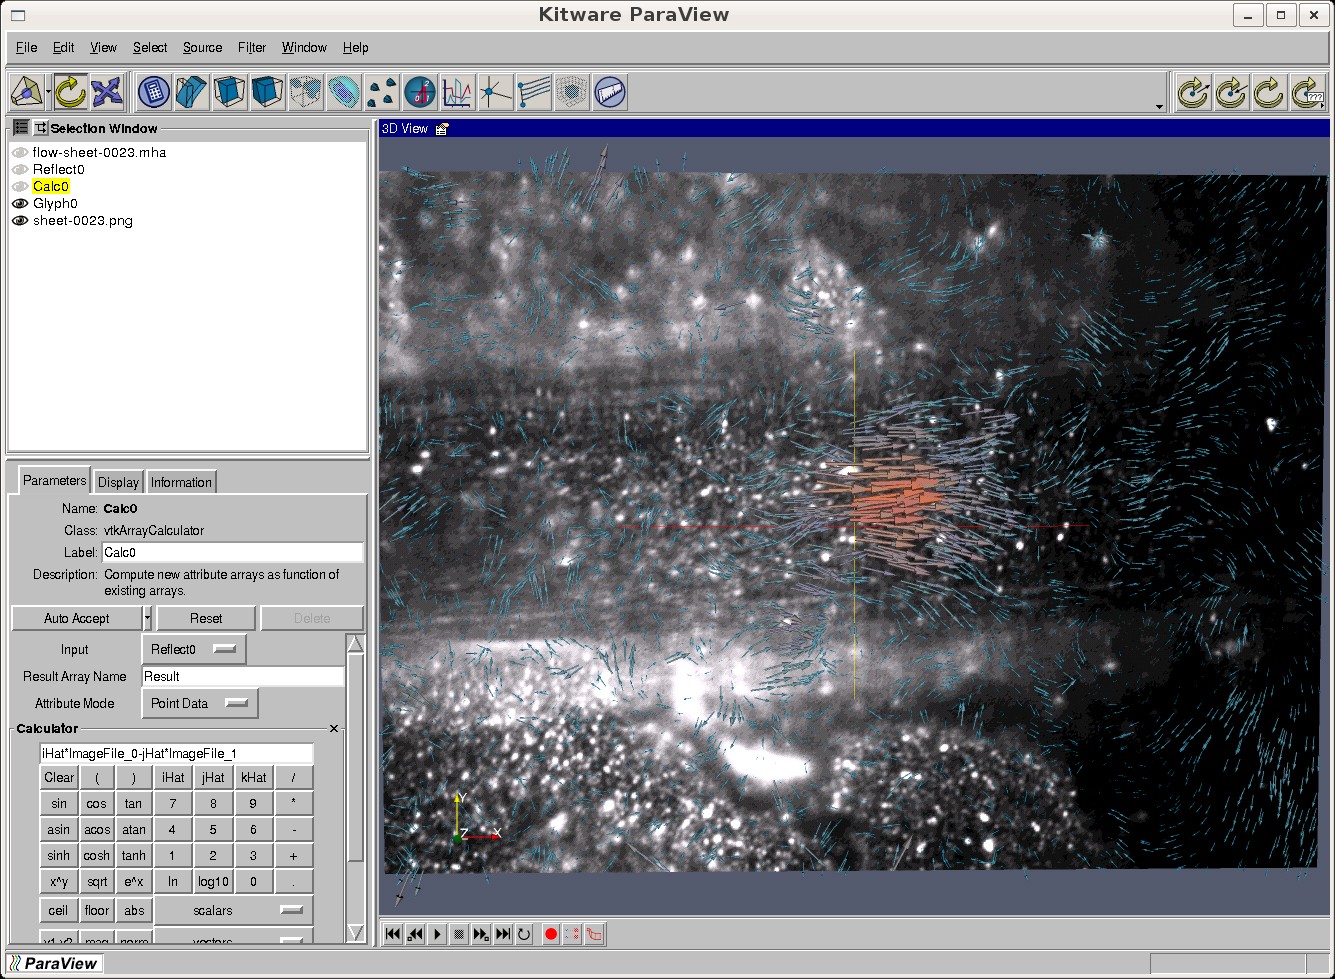 Kitware ParaView
File Edit View Select Source Filter Window Help
Selection Window
3D View
flow-sheet-0023.mha
Reflect0
Calc0
Glyph0
sheet-0023.png
Parameters Display Information
Name: Calc0
Class: vtkArrayCalculator
Label: Calc0
Description: Compute new attribute arrays as function of
existing arrays.
Auto Accept Reset Delete
Input Reflect0
Result Array Name Result
Attribute Mode Point Data
Calculator
iHat*ImageFile_0-jHat*ImageFile_1
Clear ( ) iHat jHat kHat /
sin cos tan 7 8 9 *
asin acos atan 4 5 6 -
sinh cosh tanh 1 2 3 +
x^y sqrt e^x ln log10 0 .
ceil floor abs scalars
v1.v2 mag norm vectors
Y
Z X
???
ParaView